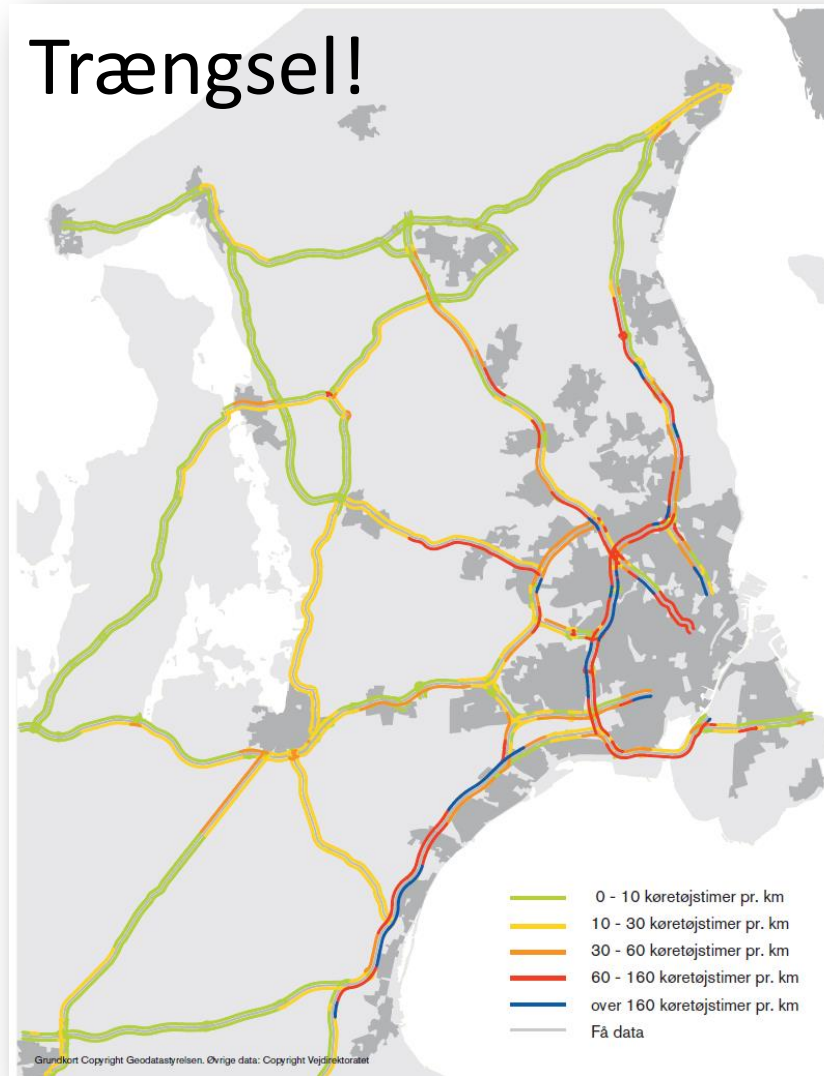 Trængsel!
0 - 10 køretøjstimer pr. km
10 - 30 køretøjstimer pr. km
30 - 60 køretøjstimer pr. km
60 - 160 køretøjstimer pr. km
over 160 køretøjstimer pr. km
Få data
Grundkort Copyright Geodatastyrelsen. Øvrige data: Copyright Vejdirektoratet